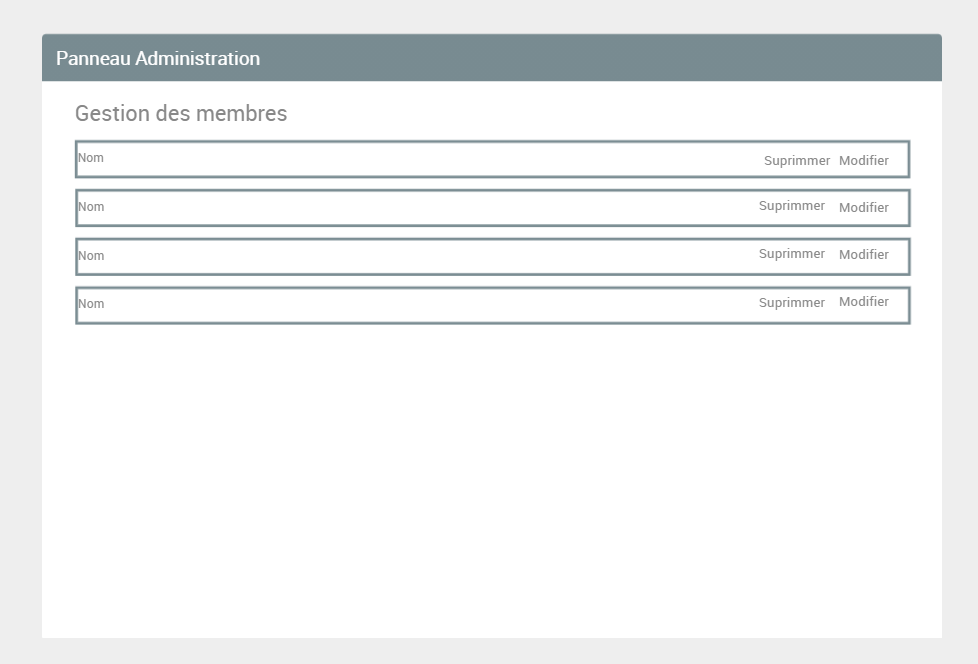 Panneau Administration
Gestion des membres
Nom Suprimmer Modifier
Nom Suprimmer Modifier
Nom Suprimmer Modifier
Nom Suprimmer Modifier